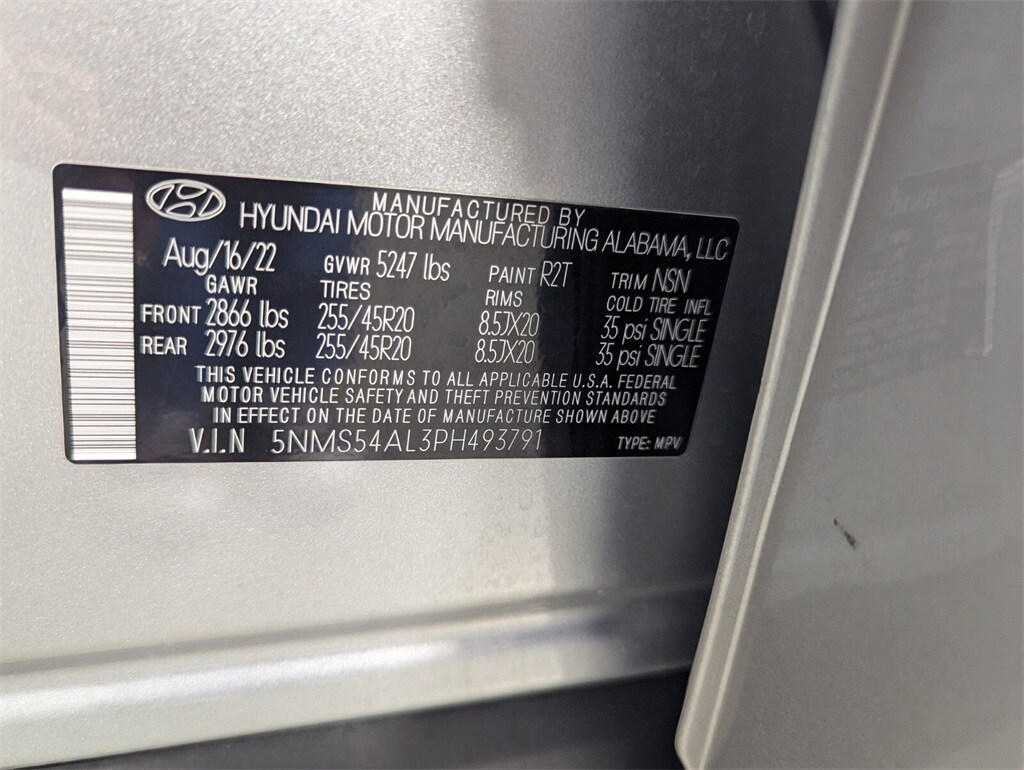 MANUFACTURED BY
HYUNDAI MOTOR MANUFACTURING ALABAMA, LLC
Aug/16/22 GVWR 5247 lbs PAINT R2T TRIM NSN
GAWR TIRES RIMS COLD TIRE INFL
FRONT 2866 lbs 255/45R20 8.5JX20 35 psi SINGLE
REAR 2976 lbs 255/45R20 8.5JX20 35 psi SINGLE
THIS VEHICLE CONFORMS TO ALL APPLICABLE U.S.A. FEDERAL
MOTOR VEHICLE SAFETY AND THEFT PREVENTION STANDARDS
IN EFFECT ON THE DATE OF MANUFACTURE SHOWN ABOVE
V.I.N 5NMS54AL3PH493791 TYPE: MPV